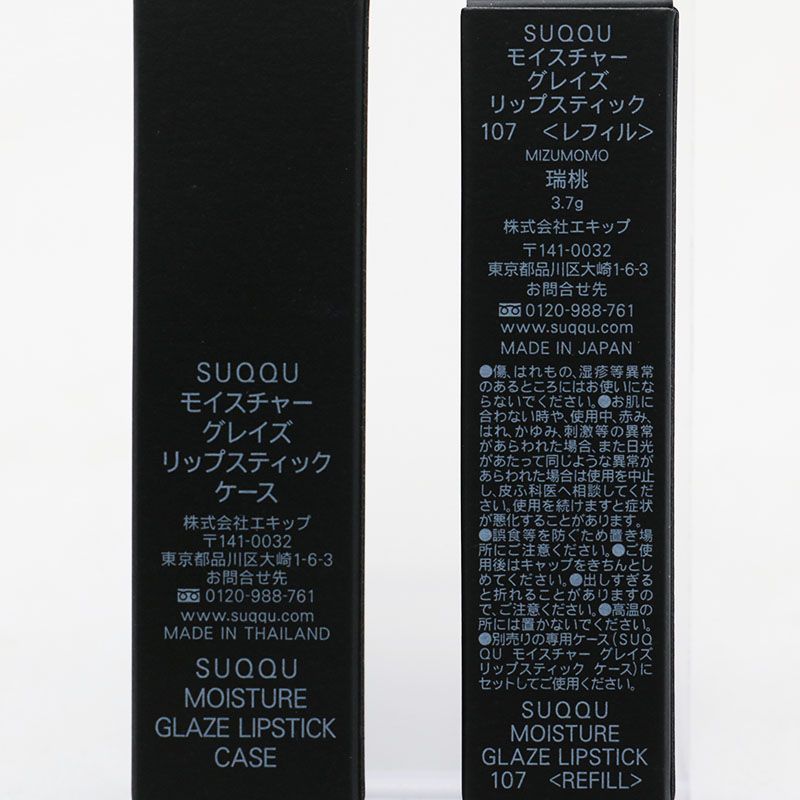 SUQQU
モイスチャー
グレイズ
リップスティック
ケース
株式会社エキップ
〒141-0032
東京都品川区大崎1-6-3
お問合せ先
0120-988-761
www.suqqu.com
MADE IN THAILAND
SUQQU
MOISTURE
GLAZE LIPSTICK
CASE
SUQQU
モイスチャー
グレイズ
リップスティック
107 <レフィル>
MIZUMOMO
瑞桃
3.7g
株式会社エキップ
〒141-0032
東京都品川区大崎1-6-3
お問合せ先
0120-988-761
www.suqqu.com
MADE IN JAPAN
●傷、はれもの、湿疹等異常
のあるところにはお使いにな
らないでください。●お肌に
合わない時や、使用中、赤み、
はれ、かゆみ、刺激等の異常
があらわれた場合、また日光
があたって同じような異常が
あらわれた場合は使用を中止
し、皮ふ科医へ相談してくだ
さい。使用を続けますと症状
が悪化することがあります。
●誤食等を防ぐため置き場
所にご注意ください。●ご使
用後はキャップをきちんとし
めてください。●出しすぎる
と折れることがありますの
で、ご注意ください。●高温の
所には置かないでください。
●別売りの専用ケース(SUQ
QU モイスチャー グレイズ
リップスティック ケース)に
セットしてご使用ください。
SUQQU
MOISTURE
GLAZE LIPSTICK
107 <REFILL>